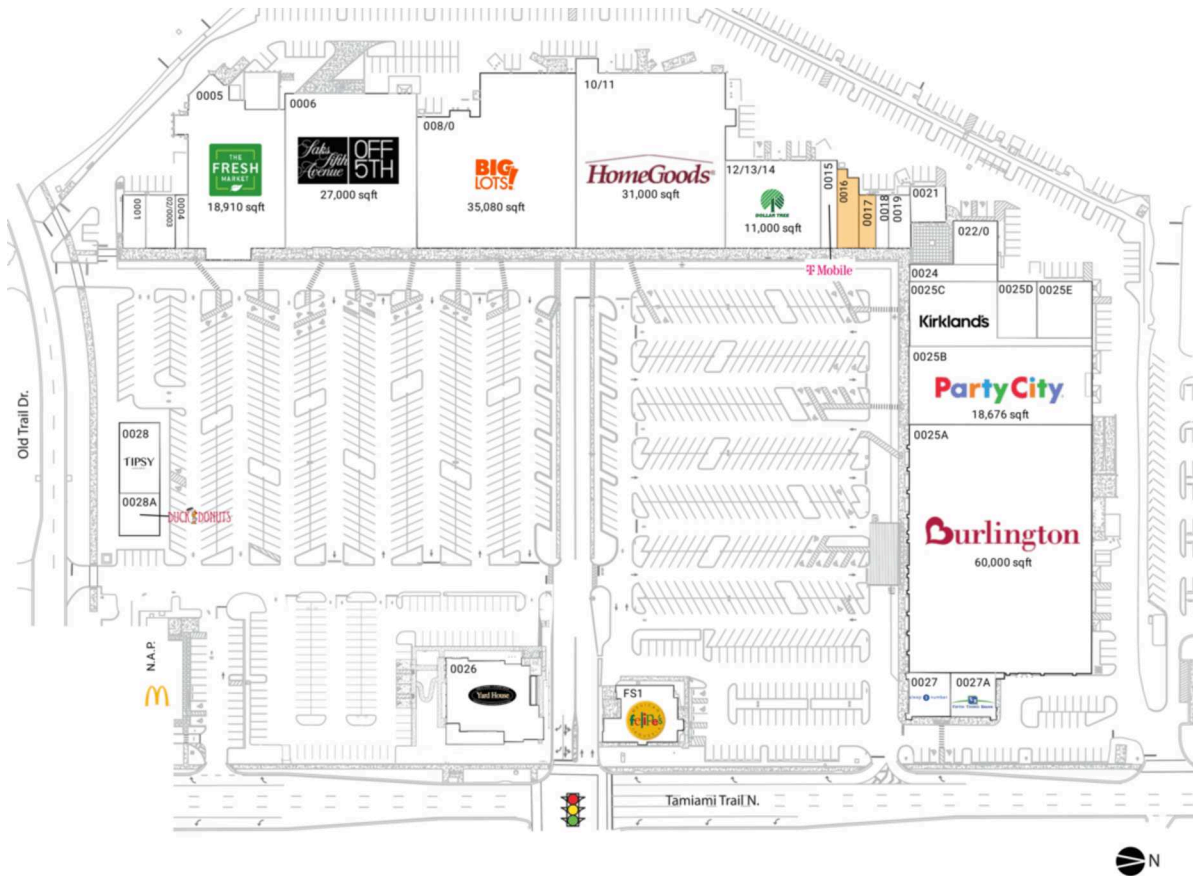 10/11
0005
0006
008/0
THE
FRESH
MARKET
18,910 sqft
Saks
Fifth
Avenue
OFF
5TH
27,000 sqft
BIG
LOTS!
35,080 sqft
HomeGoods
31,000 sqft
12/13/14
DOLLAR TREE
11,000 sqft
0015
0016
0017
0018
0019
0021
022/0
0001
02/0003
0004
T Mobile
0024
0025C
0025D
0025E
Kirkland's
0025B
Party City
18,676 sqft
0025A
Burlington
60,000 sqft
Old Trail Dr.
0028
TIPSY
0028A
DUCK DONUTS
N.A.P.
0026
Yard House
FS1
Felipe's
0027
sleep number
0027A
Tamiami Trail N.
N